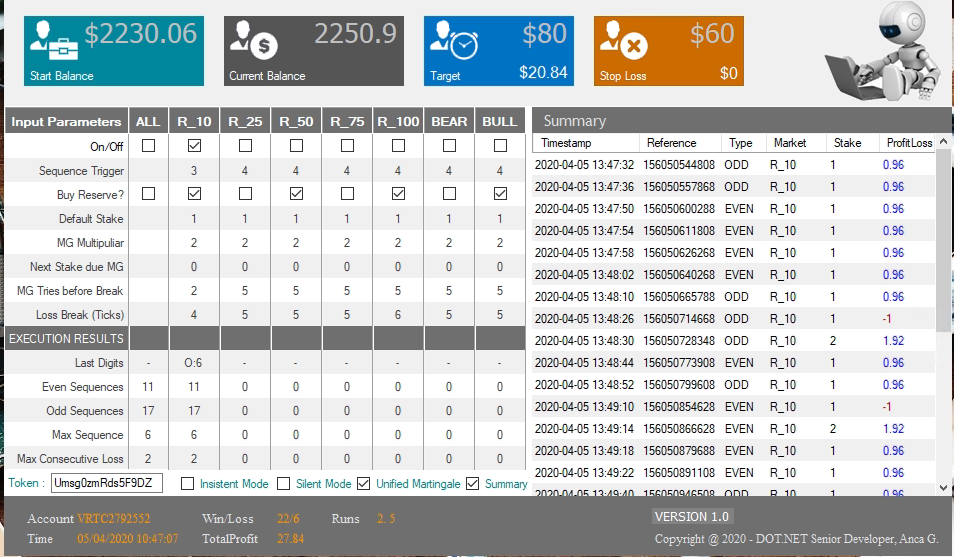 $2230.06
Start Balance
2250.9
Current Balance
$80
Target
$20.84
$60
Stop Loss
$0
Input Parameters ALL R_10 R_25 R_50 R_75 R_100 BEAR BULL
On/Off
Sequence Trigger 3 4 4 4 4 4 4
Buy Reserve?
Default Stake 1 1 1 1 1 1 1
MG Multipuliar 2 2 2 2 2 2 2
Next Stake due MG 0 0 0 0 0 0 0
MG Tries before Break 2 5 5 5 5 5 5
Loss Break (Ticks) 4 5 5 5 6 5 5
EXECUTION RESULTS
Last Digits - O:6 - - - - - -
Even Sequences 11 11 0 0 0 0 0 0
Odd Sequences 17 17 0 0 0 0 0 0
Max Sequence 6 6 0 0 0 0 0 0
Max Consecutive Loss 2 2 0 0 0 0 0 0
Token : Umsg0zmRds5F9DZ Insistent Mode Silent Mode Unified Martingale Summary
Summary
Timestamp Reference Type Market Stake ProfitLoss
2020-04-05 13:47:32 156050544808 ODD R_10 1 0.96
2020-04-05 13:47:36 156050557868 ODD R_10 1 0.96
2020-04-05 13:47:50 156050600288 EVEN R_10 1 0.96
2020-04-05 13:47:54 156050611808 EVEN R_10 1 0.96
2020-04-05 13:47:58 156050626268 EVEN R_10 1 0.96
2020-04-05 13:48:02 156050640268 EVEN R_10 1 0.96
2020-04-05 13:48:10 156050665788 ODD R_10 1 0.96
2020-04-05 13:48:26 156050714668 ODD R_10 1 -1
2020-04-05 13:48:30 156050728348 ODD R_10 2 1.92
2020-04-05 13:48:44 156050773908 EVEN R_10 1 0.96
2020-04-05 13:48:52 156050799608 ODD R_10 1 0.96
2020-04-05 13:49:10 156050854628 EVEN R_10 1 -1
2020-04-05 13:49:14 156050866628 EVEN R_10 2 1.92
2020-04-05 13:49:18 156050879688 EVEN R_10 1 0.96
2020-04-05 13:49:22 156050891108 EVEN R_10 1 0.96
2020-04-05 13:49:40 156050946508 ODD R_10 1 0.96
Account VRTC2792552 Win/Loss 22/6 Runs 2. 5
Time 05/04/2020 10:47:07 TotalProfit 27.84
VERSION 1.0
Copyright @ 2020 - DOT.NET Senior Developer, Anca G.